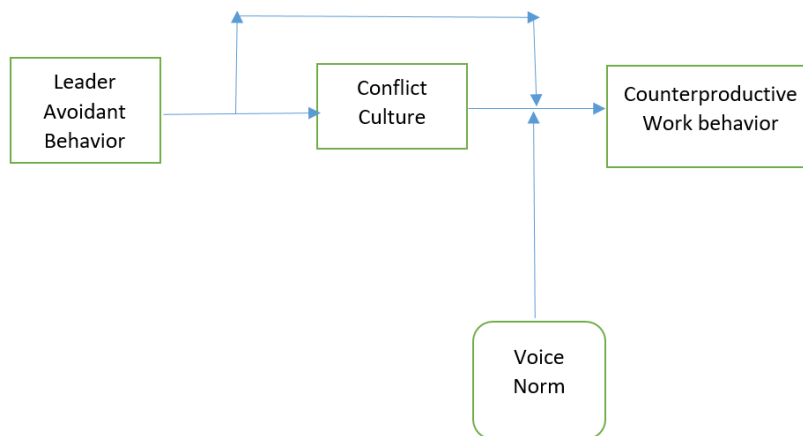 Leader
Avoidant
Behavior
Conflict
Culture
Counterproductive
Work behavior
Voice
Norm